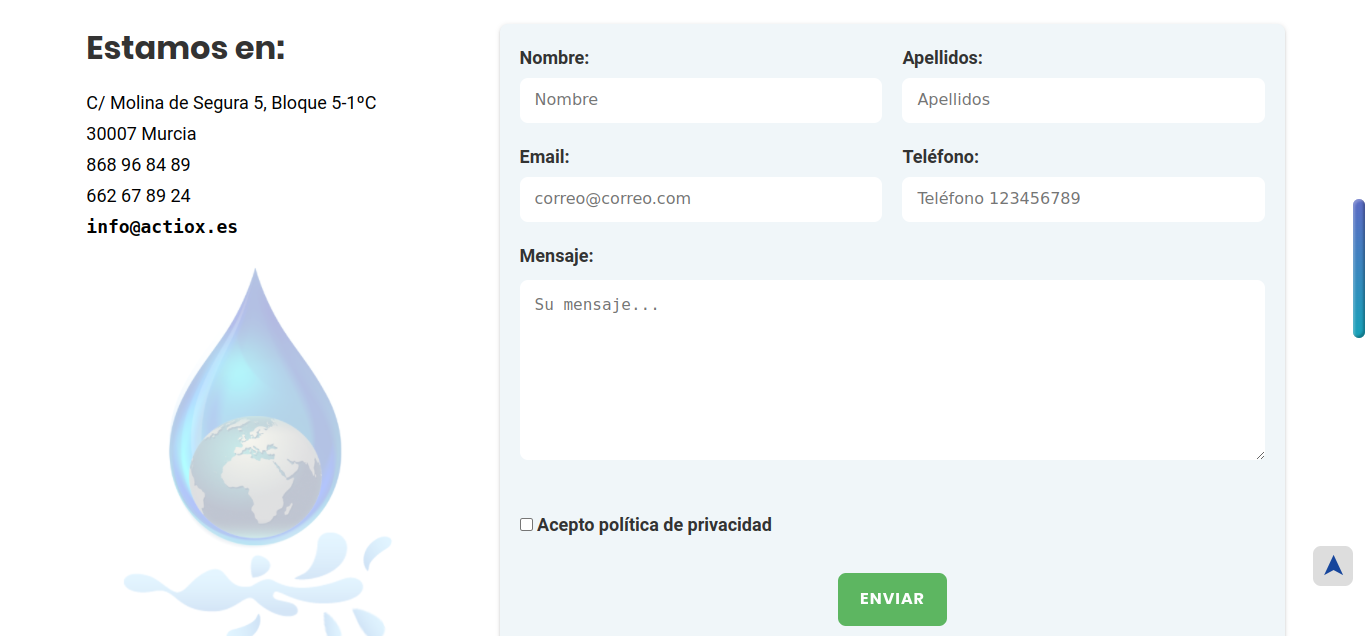 Estamos en:
C/ Molina de Segura 5, Bloque 5-1ºC
30007 Murcia
868 96 84 89
662 67 89 24
info@actiox.es
Nombre:
Apellidos:
Nombre
Apellidos
Email:
Teléfono:
correo@correo.com
Teléfono 123456789
Mensaje:
Su mensaje...
Acepto política de privacidad
ENVIAR